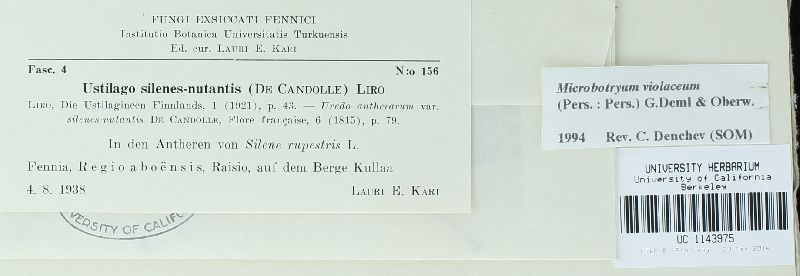 FUNGI EXSICCATI FENNICI
Institutio Botanica Universitatis Turkuensis
Ed. cur. LAURI E. KARI
Fasc. 4 N:o 156
Ustilago silenes-nutantis (DE CANDOLLE) LIRO
LIRO, Die Ustilagineen Finnlands, 1 (1921), p. 43. — Uredo antherarum var.
silenes-nutantis DE CANDOLLE, Flore française, 6 (1815), p. 79.
In den Antheren von Silene rupestris L.
Fennia, Regio aboënsis, Raisio, auf dem Berge Kullaa
4. 8. 1938 LAURI E. KARI
VERSITY OF CALIF
Microbotryum violaceum
(Pers. : Pers.) G.Deml & Oberw.
1994 Rev. C. Denchev (SOM)
UNIVERSITY HERBARIUM
University of California
Berkeley
UC 1143975